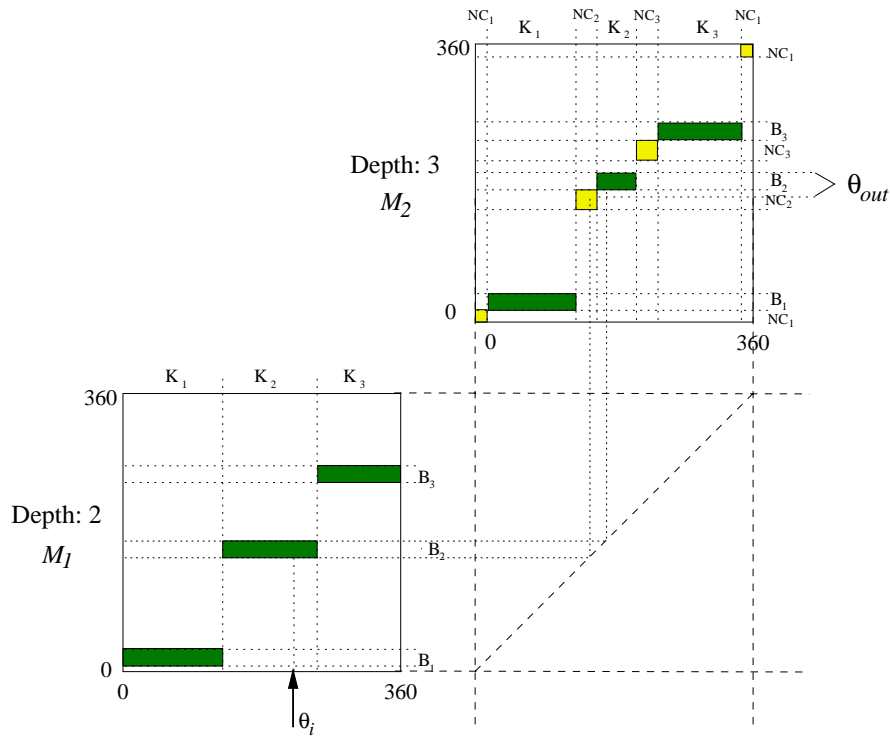 NC₁ NC₂ NC₃ NC₁
K₁ K₂ K₃
360 NC₁
B₃
Depth: 3 NC₃
B₂
M₂ θout
NC₂
B₁
0 NC₁
0 360
K₁ K₂ K₃
360
B₃
Depth: 2
M₁ B₂
0 B₁
0 360
θᵢ